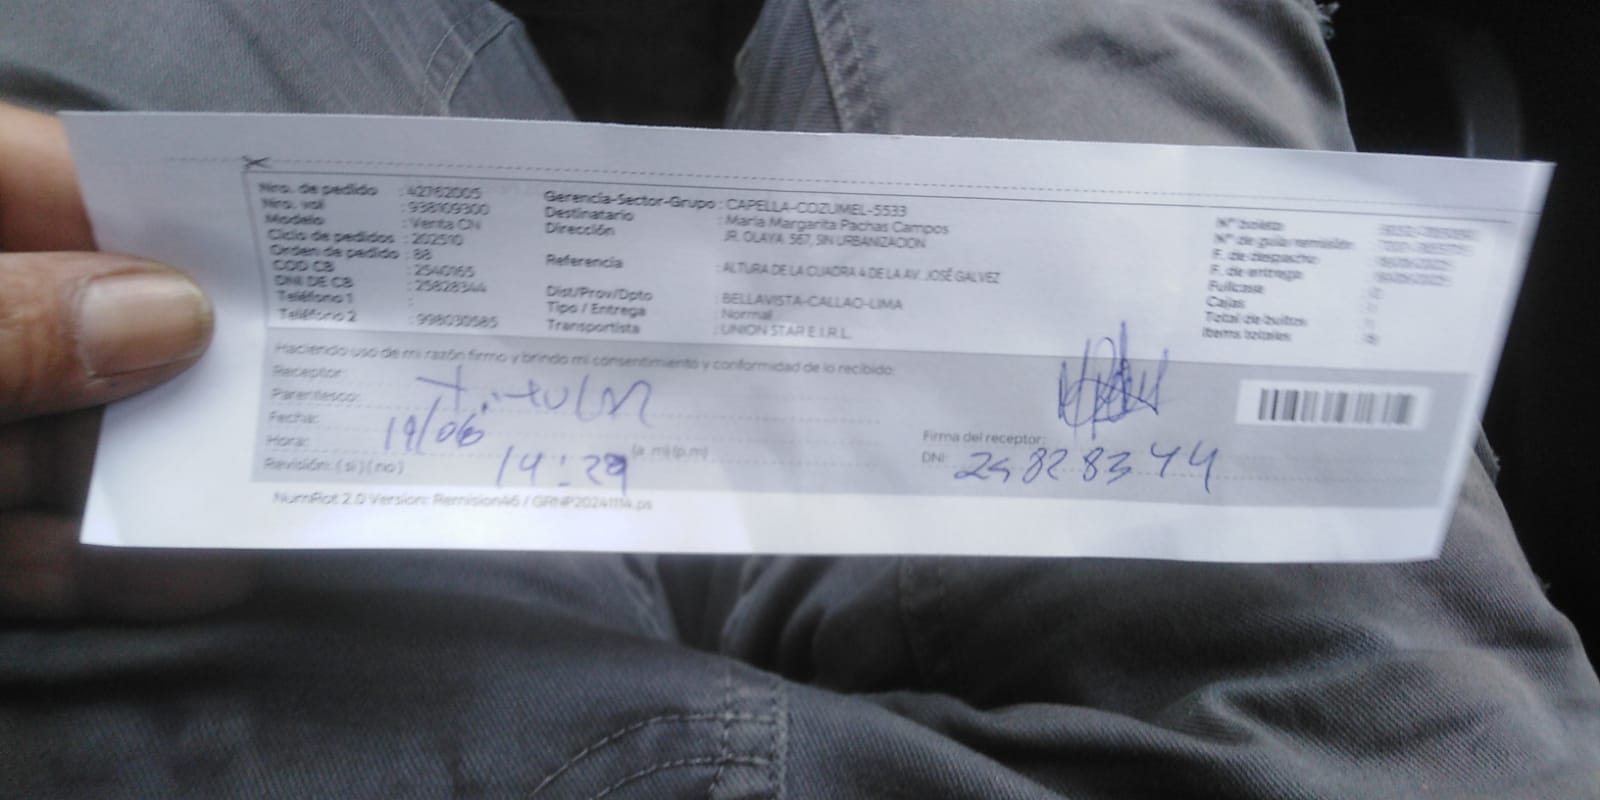 Nro. de pedido : 42762005
Nro. vol : 938109300
Modelo : Venta CN
Ciclo de pedidos : 202510
Orden de pedido : 88
COD CB : 2540165
DNI DE CB : 25828344
Teléfono 1 :
Teléfono 2 : 998030585
Gerencia-Sector-Grupo : CAPELLA-COZUMEL-5533
Destinatario : Maria Margarita Pachas Campos
Dirección JR. OLAYA 567, SIN URBANIZACION
Referencia : ALTURA DE LA CUADRA 4 DE LA AV. JOSÉ GALVEZ
Dist/Prov/Dpto : BELLAVISTA-CALLAO-LIMA
Tipo / Entrega : Normal
Transportista : UNION STAR E.I.R.L.
N° boleta
N° de guía remisión
F. de despacho
F. de entrega
Fullcase
Cajas
Total de bultos
Items totales
Haciendo uso de mi razón firmo y brindo mi consentimiento y conformidad de lo recibido:
Receptor:
Parentesco: titular
Fecha: 19/06
Hora: 14:29 (a. m) (p.m)
Revisión: ( si ) ( no )
Firma del receptor:
DNI: 25828344
NumRot 2.0 Version: Remision46 / GRNP20241114.ps